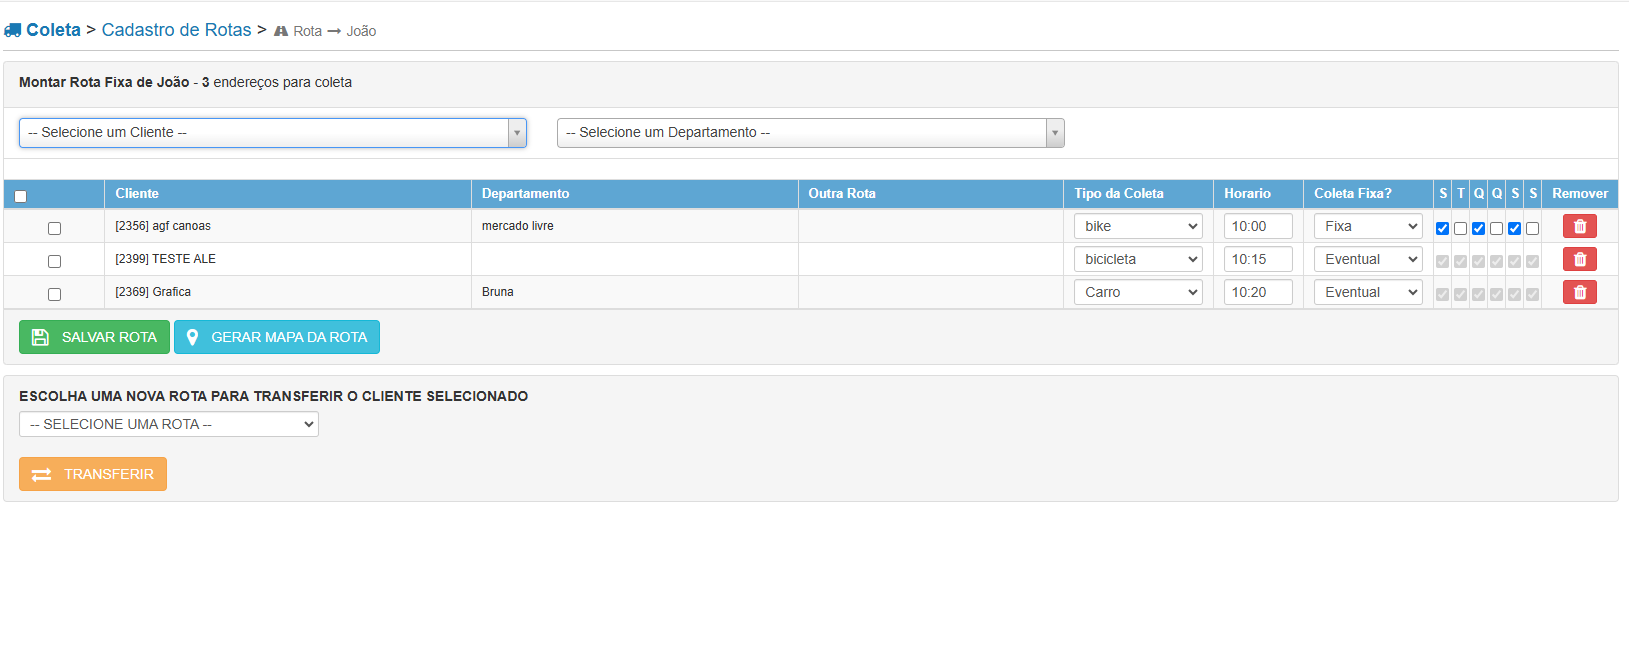 Coleta > Cadastro de Rotas > Rota → João
Montar Rota Fixa de João - 3 endereços para coleta
-- Selecione um Cliente -- -- Selecione um Departamento --
Cliente Departamento Outra Rota Tipo da Coleta Horario Coleta Fixa? S T Q Q S S Remover
[2356] agf canoas mercado livre bike 10:00 Fixa
[2399] TESTE ALE bicicleta 10:15 Eventual
[2369] Grafica Bruna Carro 10:20 Eventual
SALVAR ROTA GERAR MAPA DA ROTA
ESCOLHA UMA NOVA ROTA PARA TRANSFERIR O CLIENTE SELECIONADO
-- SELECIONE UMA ROTA --
TRANSFERIR